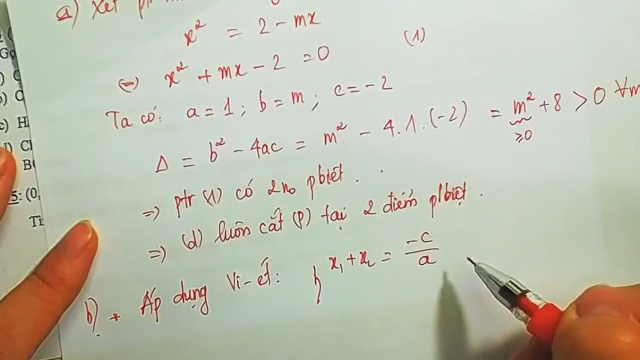 a) Xét ptr
x² = 2 - mx
(=) x² + mx - 2 = 0 (1)
Ta có: a = 1; b = m; c = -2
Δ = b² - 4ac = m² - 4.1.(-2) = m² + 8 > 0 ∀m
≥0
=> ptr (1) có 2 no pbiệt.
=> (d) luôn cắt (P) tại 2 điểm p/biệt.
b) * Áp dụng Vi-ét: { x₁ + x₂ = -c/a